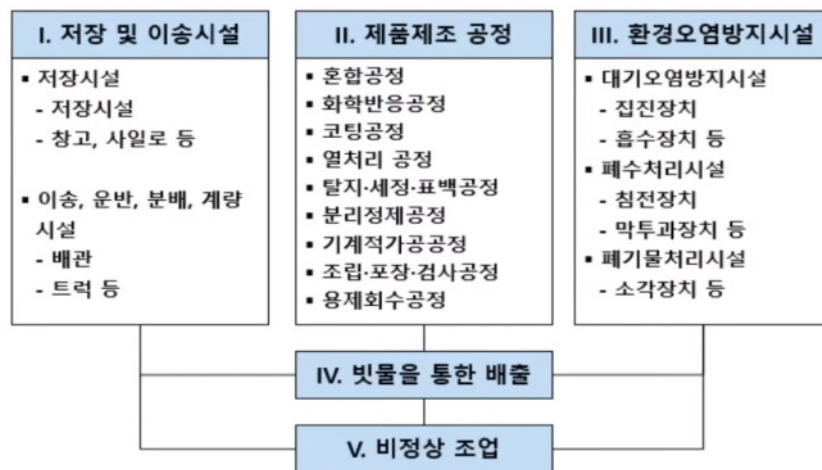 I. 저장 및 이송시설
▪ 저장시설
- 저장시설
- 창고, 사일로 등
▪ 이송, 운반, 분배, 계량
시설
- 배관
- 트럭 등
II. 제품제조 공정
▪ 혼합공정
▪ 화학반응공정
▪ 코팅공정
▪ 열처리 공정
▪ 탈지·세정·표백공정
▪ 분리정제공정
▪ 기계적가공공정
▪ 조립·포장·검사공정
▪ 용제회수공정
III. 환경오염방지시설
▪ 대기오염방지시설
- 집진장치
- 흡수장치 등
▪ 폐수처리시설
- 침전장치
- 막투과장치 등
▪ 폐기물처리시설
- 소각장치 등
IV. 빗물을 통한 배출
V. 비정상 조업